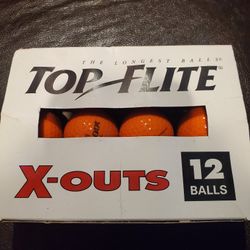 THE LONGEST BALL
TOP-FLITE
X-OUTS
12
BALLS